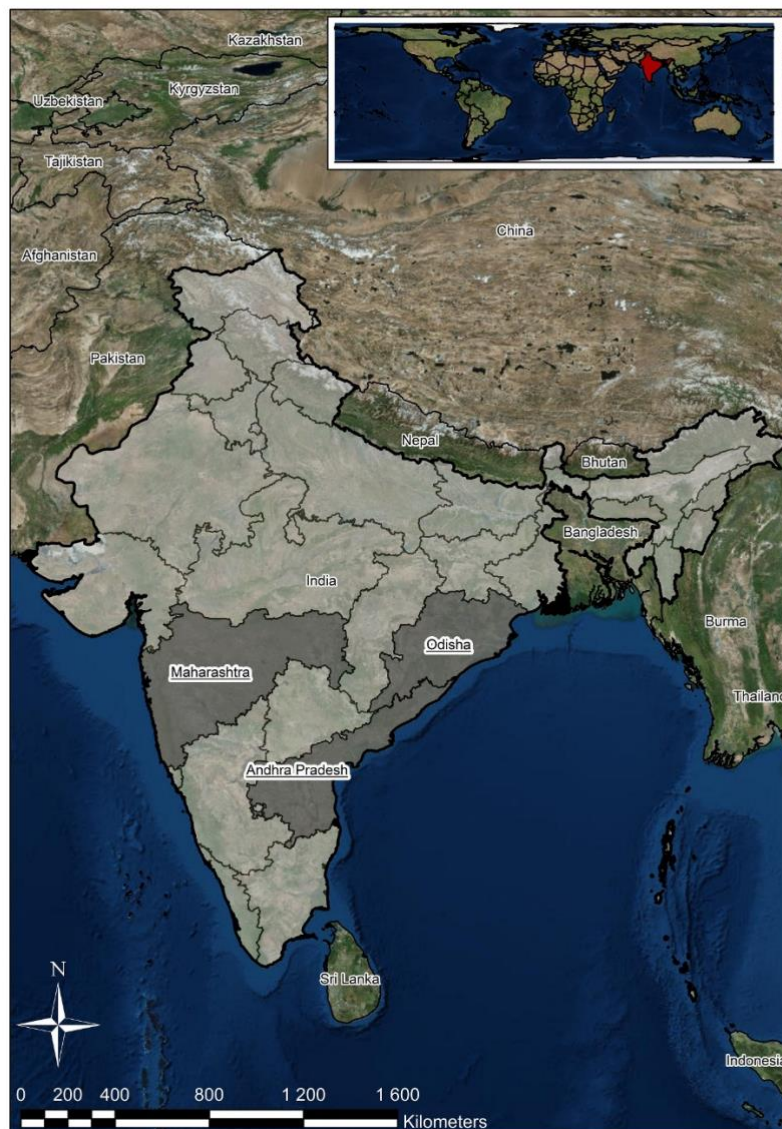 Kazakhstan
Kyrgyzstan
Uzbekistan
Tajikistan
China
Afghanistan
Pakistan
Nepal
Bhutan
Bangladesh
India
Burma
Odisha
Maharashtra
Thailand
Andhra Pradesh
N
Sri Lanka
Indonesia
0 200 400 800 1 200 1 600
Kilometers